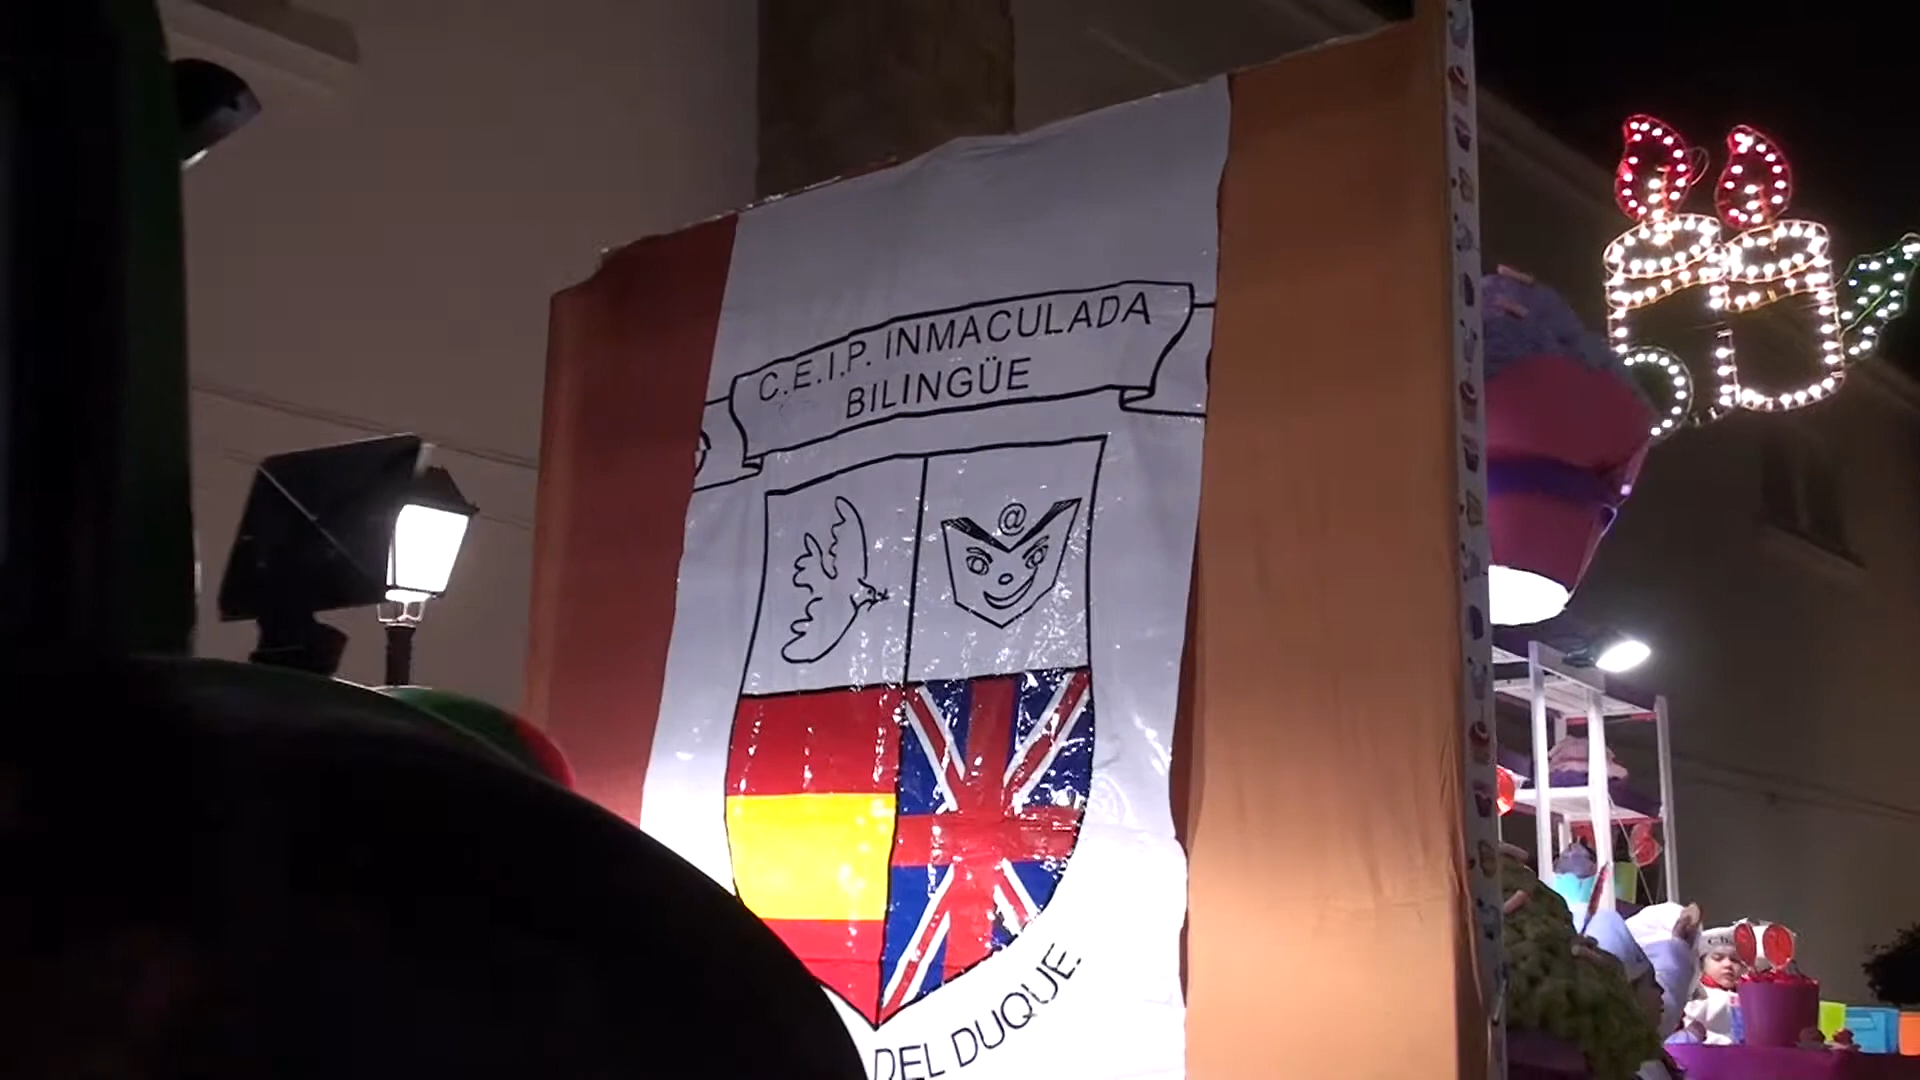 C.E.I.P. INMACULADA
BILINGÜE
@
DEL DUQUE.